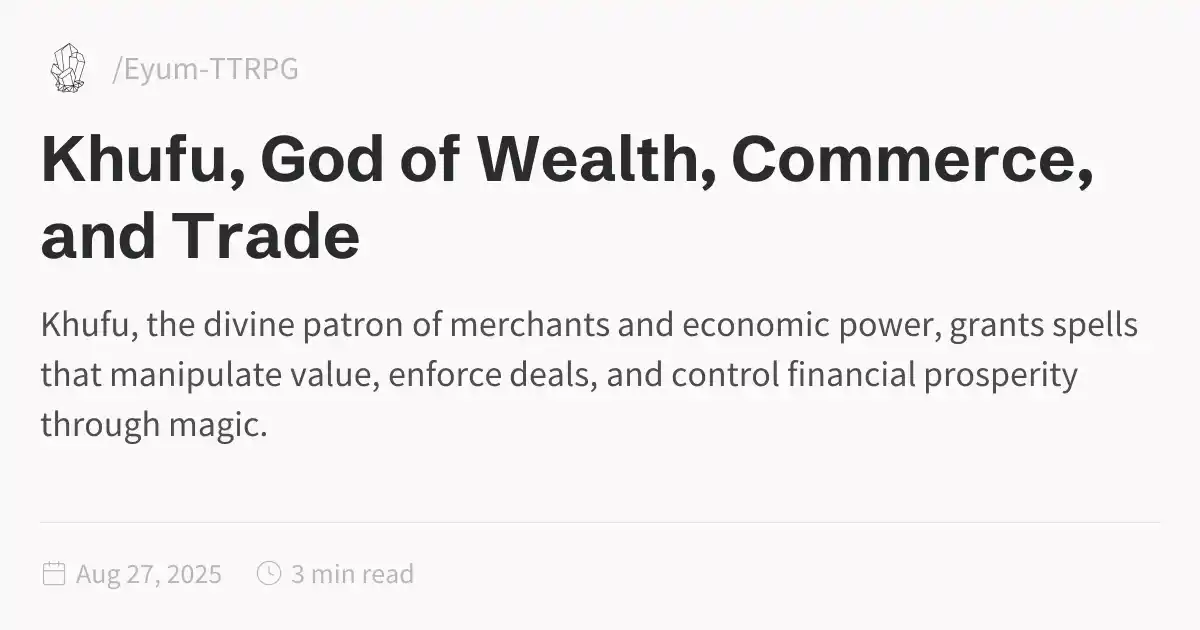 /Eyum-TTRPG
Khufu, God of Wealth, Commerce,
and Trade
Khufu, the divine patron of merchants and economic power, grants spells
that manipulate value, enforce deals, and control financial prosperity
through magic.
Aug 27, 2025 3 min read